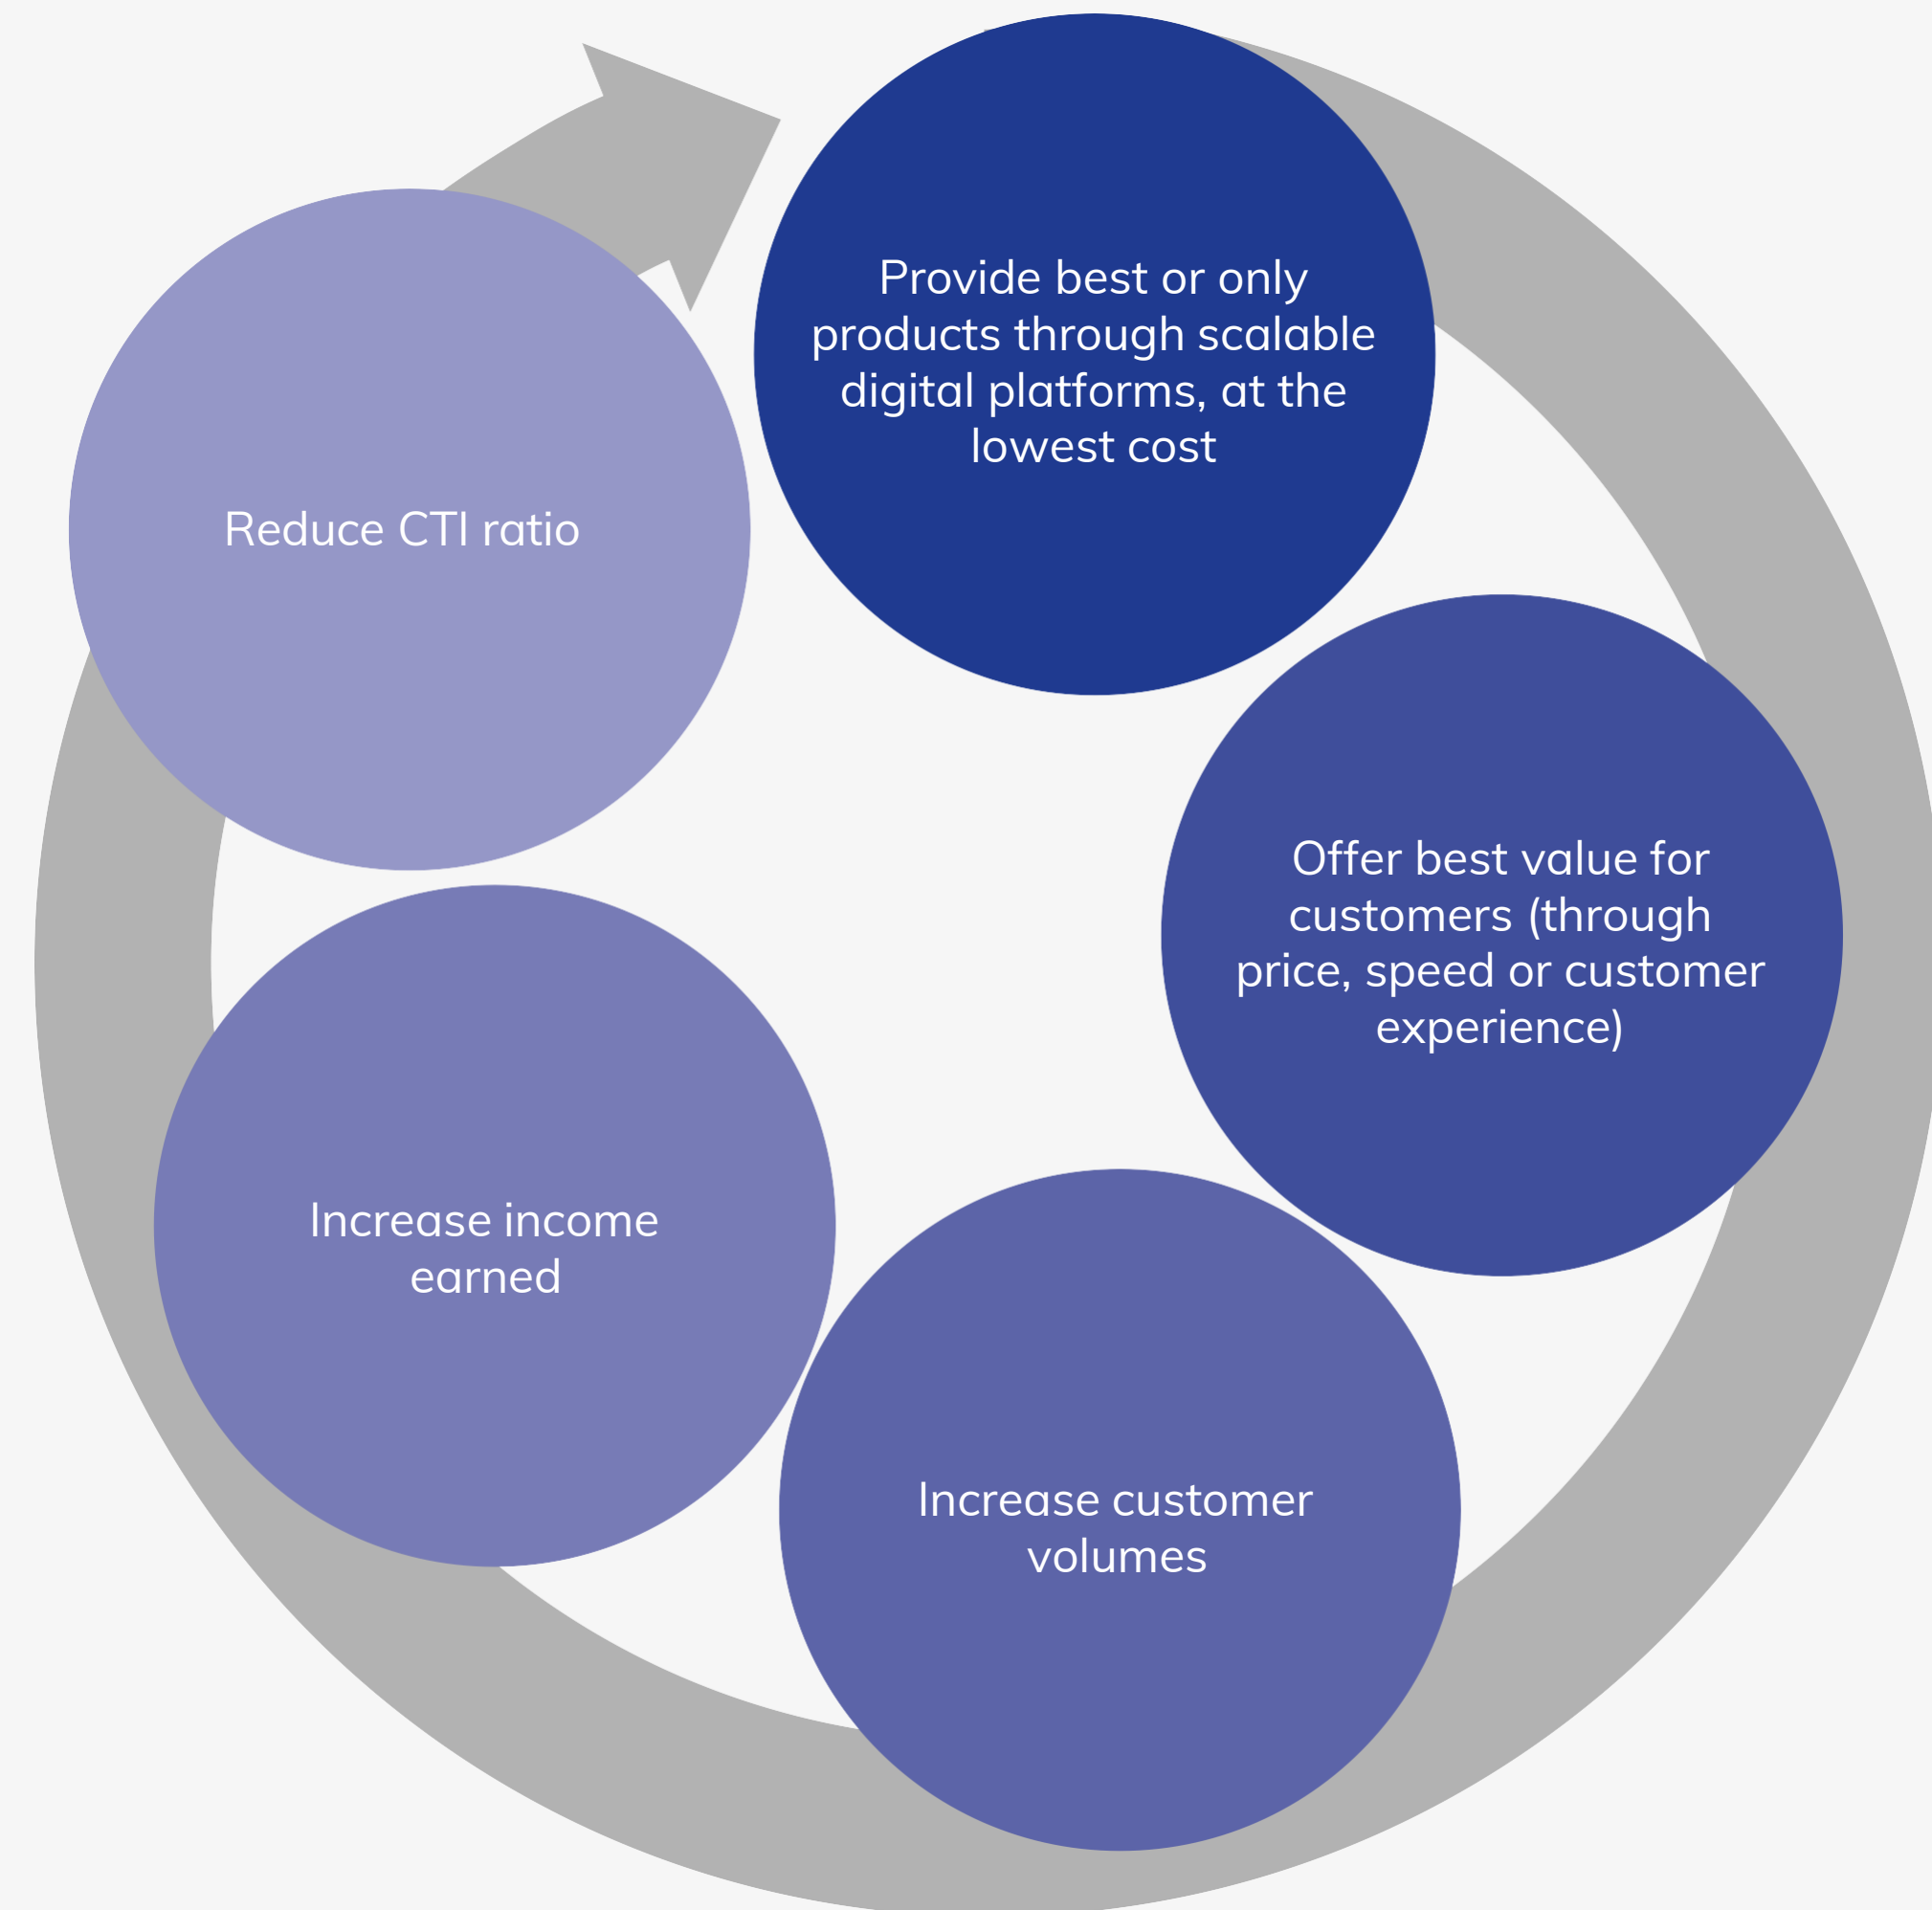 Provide best or only
products through scalable
digital platforms, at the
lowest cost
Offer best value for
customers (through
price, speed or customer
experience)
Increase customer
volumes
Increase income
earned
Reduce CTI ratio